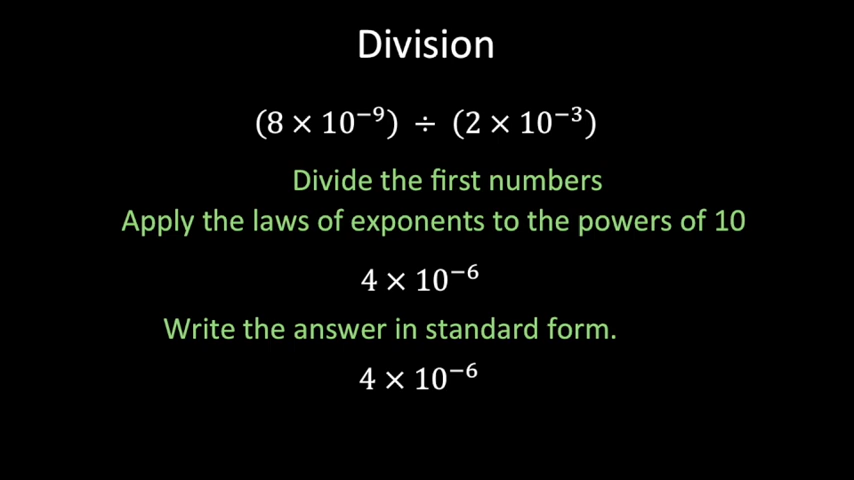 Division
(8 × 10⁻⁹) ÷ (2 × 10⁻³)
Divide the first numbers
Apply the laws of exponents to the powers of 10
4 × 10⁻⁶
Write the answer in standard form.
4 × 10⁻⁶